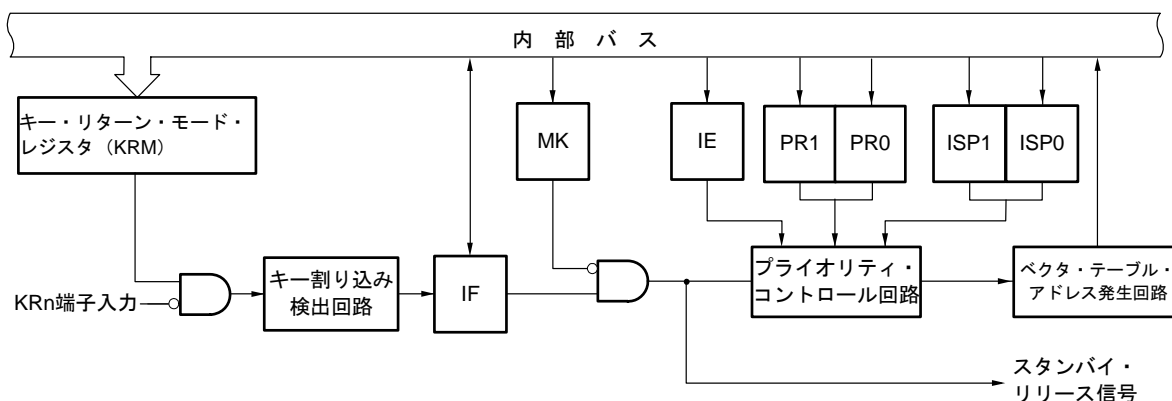 内 部 バ ス
キー・リターン・モード・
レジスタ（KRM）
MK
IE
PR1
PR0
ISP1
ISP0
キー割り込み
検出回路
IF
プライオリティ・
コントロール回路
ベクタ・テーブル・
アドレス発生回路
KRn端子入力
スタンバイ・
リリース信号